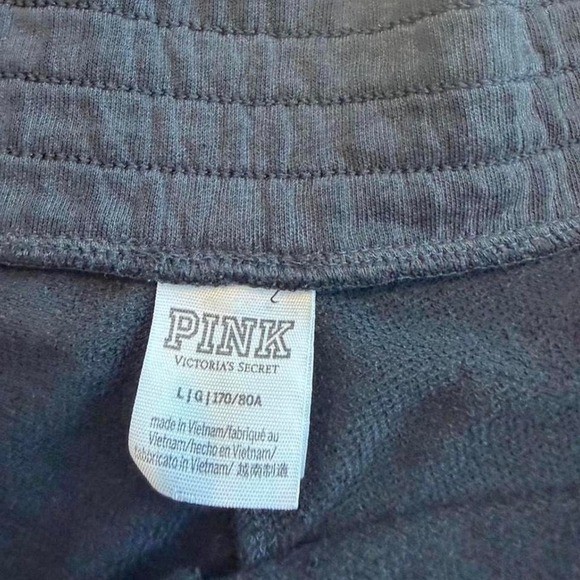 PINK
VICTORIA'S SECRET
L|G|170/80A
made in Vietnam/fabriqué au
Vietnam/hecho en Vietnam/
fabbricato in Vietnam/ 越南制造